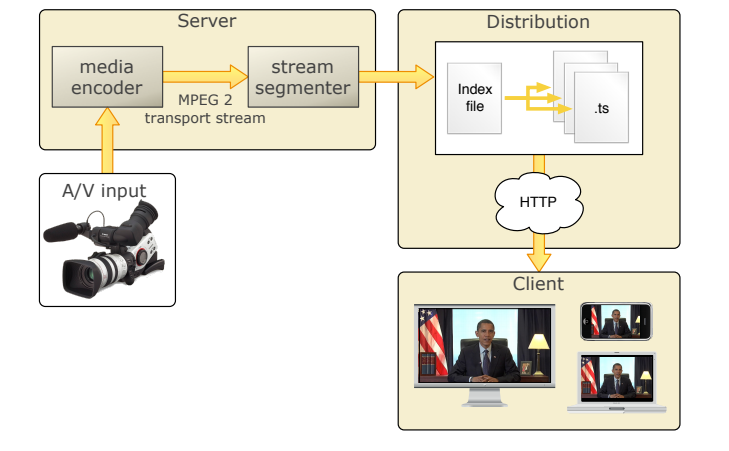 Server
media
encoder
MPEG 2
transport stream
stream
segmenter
A/V input
Distribution
Index
file
.ts
HTTP
Client